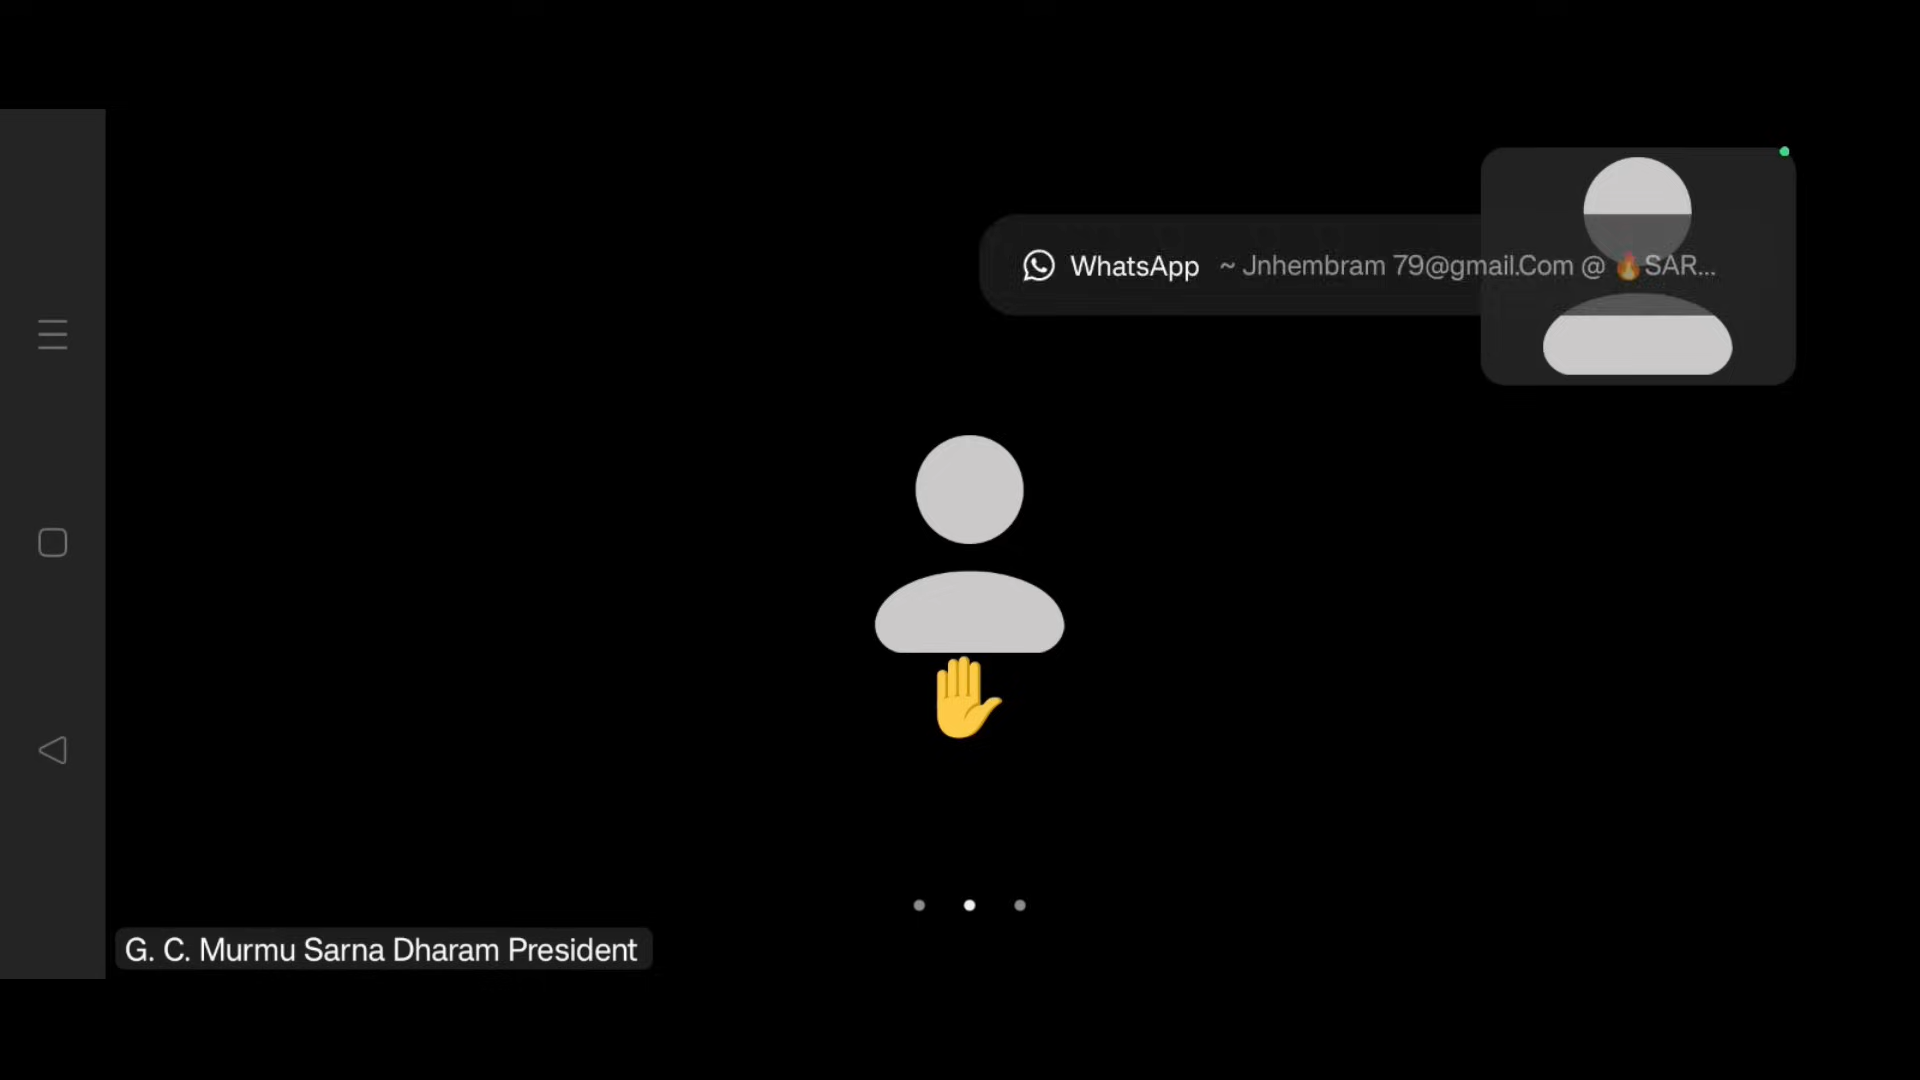 WhatsApp ~ Jnhembram 79@gmail.Com @ 🔥SAR...
G. C. Murmu Sarna Dharam President